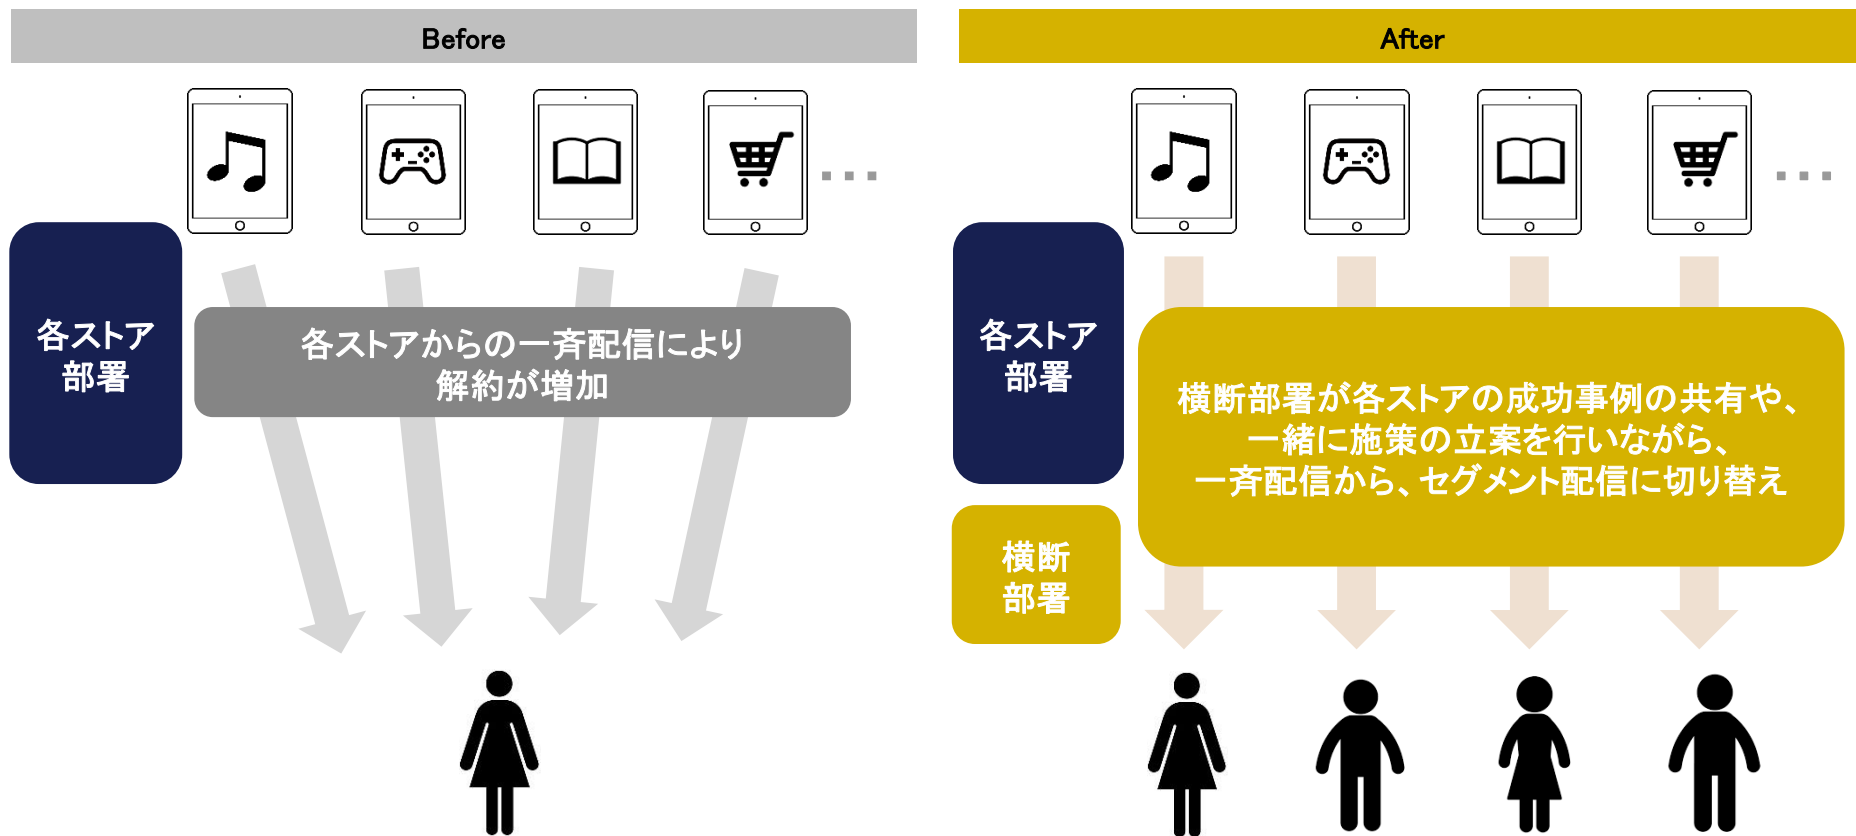 Before
各ストア
部署
各ストアからの一斉配信により
解約が増加
After
各ストア
部署
横断部署が各ストアの成功事例の共有や、
一緒に施策の立案を行いながら、
一斉配信から、セグメント配信に切り替え
横断
部署